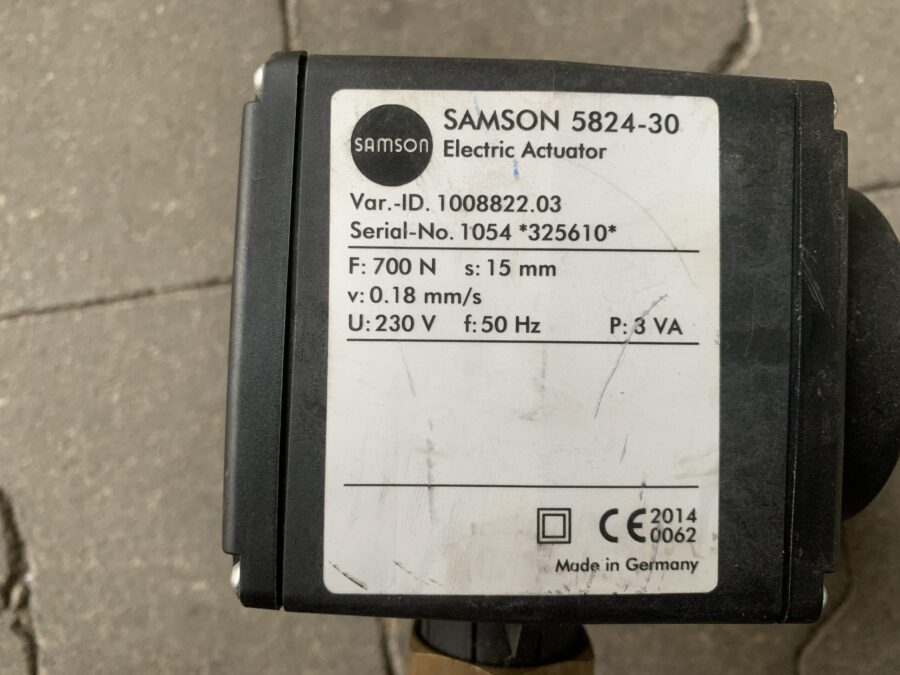 SAMSON
SAMSON 5824-30
Electric Actuator
Var.-ID. 1008822.03
Serial-No. 1054 *325610*
F: 700 N s: 15 mm
v: 0.18 mm/s
U: 230 V f: 50 Hz P: 3 VA
CE 2014
0062
Made in Germany